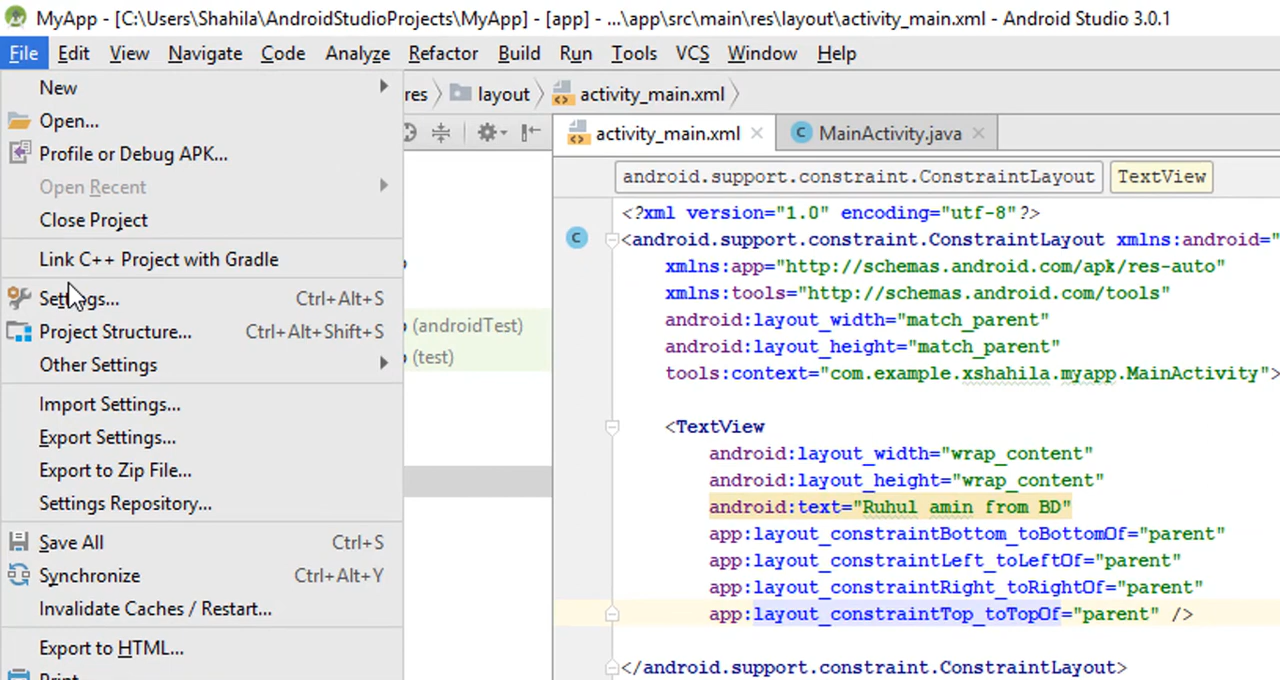 MyApp - [C:\Users\Shahila\AndroidStudioProjects\MyApp] - [app] - ...\app\src\main\res\layout\activity_main.xml - Android Studio 3.0.1
File Edit View Navigate Code Analyze Refactor Build Run Tools VCS Window Help
res layout activity_main.xml
New
Open...
Profile or Debug APK...
Open Recent
Close Project
Link C++ Project with Gradle
Settings... Ctrl+Alt+S
Project Structure... Ctrl+Alt+Shift+S
Other Settings
Import Settings...
Export Settings...
Export to Zip File...
Settings Repository...
Save All Ctrl+S
Synchronize Ctrl+Alt+Y
Invalidate Caches / Restart...
Export to HTML...
Print...
(androidTest)
(test)
activity_main.xml C MainActivity.java
android.support.constraint.ConstraintLayout TextView
<?xml version="1.0" encoding="utf-8"?>
C <android.support.constraint.ConstraintLayout xmlns:android="
xmlns:app="http://schemas.android.com/apk/res-auto"
xmlns:tools="http://schemas.android.com/tools"
android:layout_width="match_parent"
android:layout_height="match_parent"
tools:context="com.example.xshahila.myapp.MainActivity">
<TextView
android:layout_width="wrap_content"
android:layout_height="wrap_content"
android:text="Ruhul amin from BD"
app:layout_constraintBottom_toBottomOf="parent"
app:layout_constraintLeft_toLeftOf="parent"
app:layout_constraintRight_toRightOf="parent"
app:layout_constraintTop_toTopOf="parent" />
</android.support.constraint.ConstraintLayout>